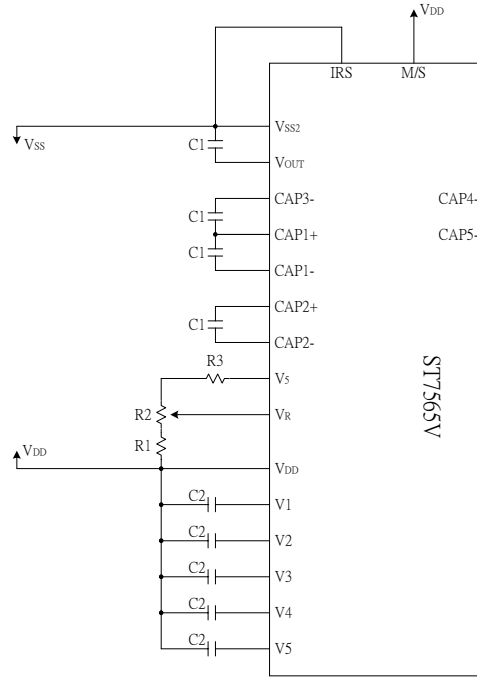 VDD
IRS M/S
VSS
VSS2
C1
VOUT
CAP3- CAP4-
C1
CAP1+ CAP5-
C1
CAP1-
CAP2+
C1
CAP2-
R3
V5
R2
VR
R1
VDD
VDD
C2
V1
C2
V2
C2
V3
C2
V4
C2
V5
ST7565V